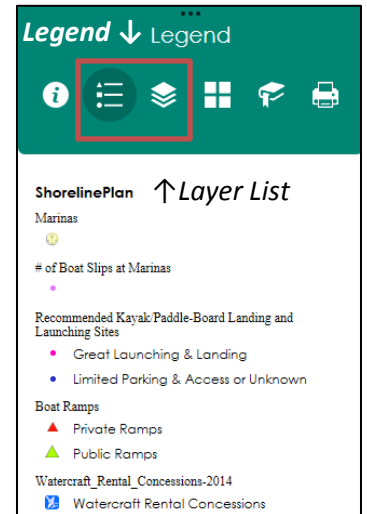 Legend ↓ Legend
i
ShorelinePlan ↑Layer List
Marinas
# of Boat Slips at Marinas
Recommended Kayak/Paddle-Board Landing and
Launching Sites
Great Launching & Landing
Limited Parking & Access or Unknown
Boat Ramps
Private Ramps
Public Ramps
Watercraft_Rental_Concessions-2014
Watercraft Rental Concessions